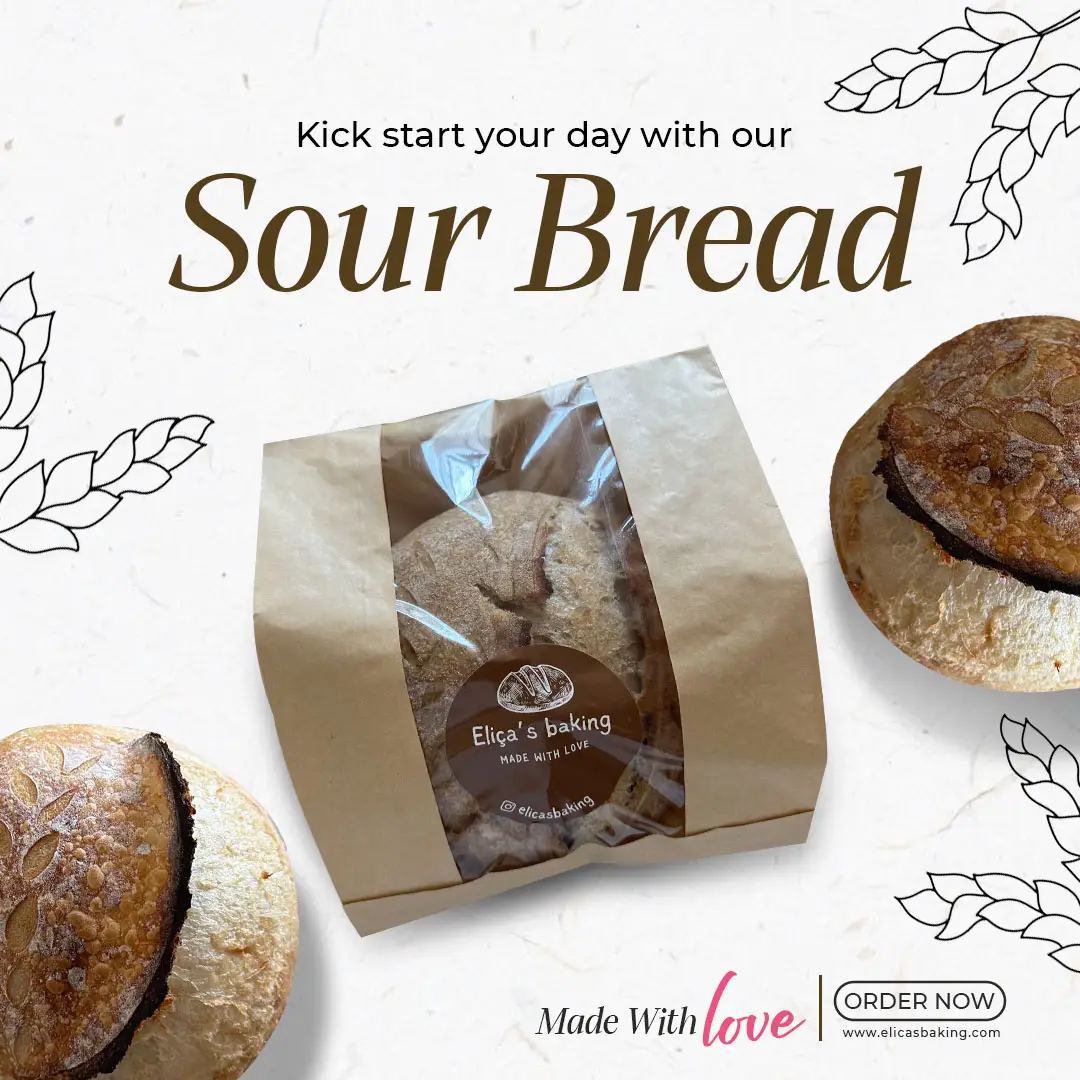 Kick start your day with our
Sour Bread
Eliça's baking
MADE WITH LOVE
elicasbaking
Made With love
ORDER NOW
www.elicasbaking.com